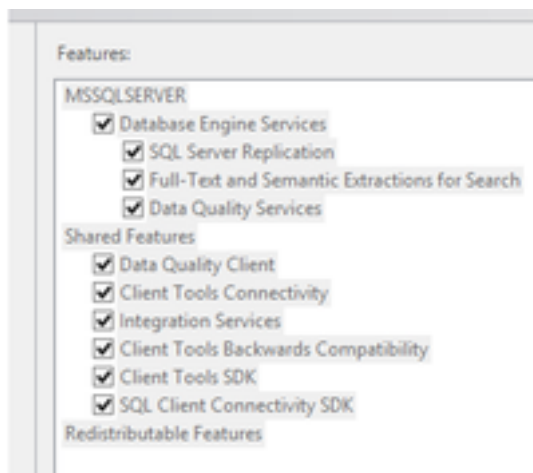 Features:
MSSQLSERVER
Database Engine Services
SQL Server Replication
Full-Text and Semantic Extractions for Search
Data Quality Services
Shared Features
Data Quality Client
Client Tools Connectivity
Integration Services
Client Tools Backwards Compatibility
Client Tools SDK
SQL Client Connectivity SDK
Redistributable Features